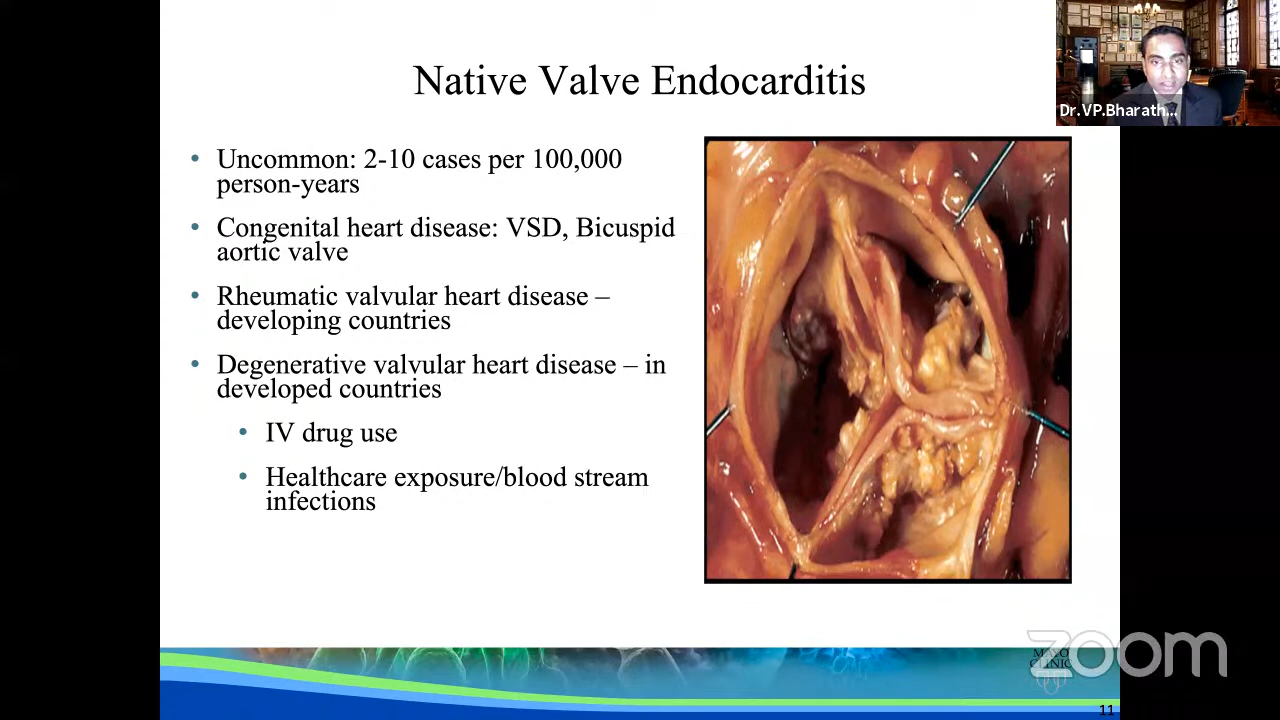 Native Valve Endocarditis
Dr.VP.Bharath...
• Uncommon: 2-10 cases per 100,000
person-years
• Congenital heart disease: VSD, Bicuspid
aortic valve
• Rheumatic valvular heart disease –
developing countries
• Degenerative valvular heart disease – in
developed countries
• IV drug use
• Healthcare exposure/blood stream
infections
MAYO
CLINIC
zoom
11